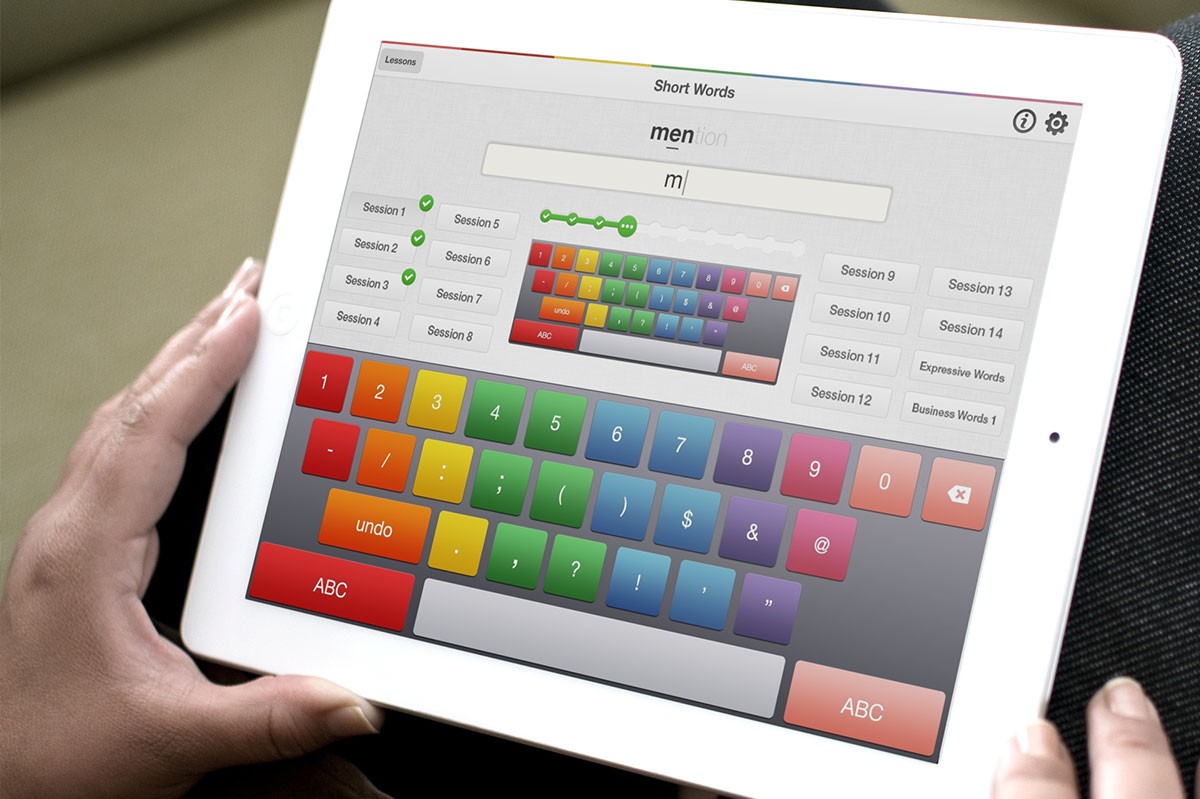 Lessons
Short Words
mention
m
Session 1
Session 2
Session 3
Session 4
Session 5
Session 6
Session 7
Session 8
1 2 3 4 5 6 7 8 9 0
- / : ; ( ) $ & @
undo . , ? ! ' "
ABC ABC
Session 9
Session 10
Session 11
Session 12
Session 13
Session 14
Expressive Words
Business Words 1
1 2 3 4 5 6 7 8 9 0
- / : ; ( ) $ & @
undo . , ? ! ’ ”
ABC ABC